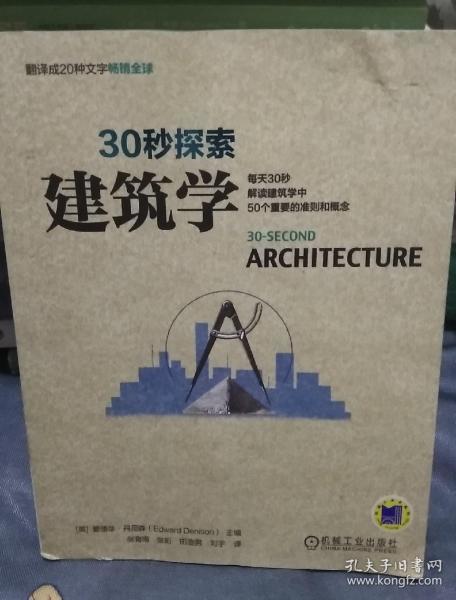 翻译成20种文字畅销全球
30秒探索
建筑学
每天30秒
解读建筑学中
50个重要的准则和概念
30-SECOND
ARCHITECTURE
[英] 爱德华·丹尼森 (Edward Denison) 主编
刘宇 译
机械工业出版社
CHINA MACHINE PRESS
孔夫子旧书网
www.kongfz.com